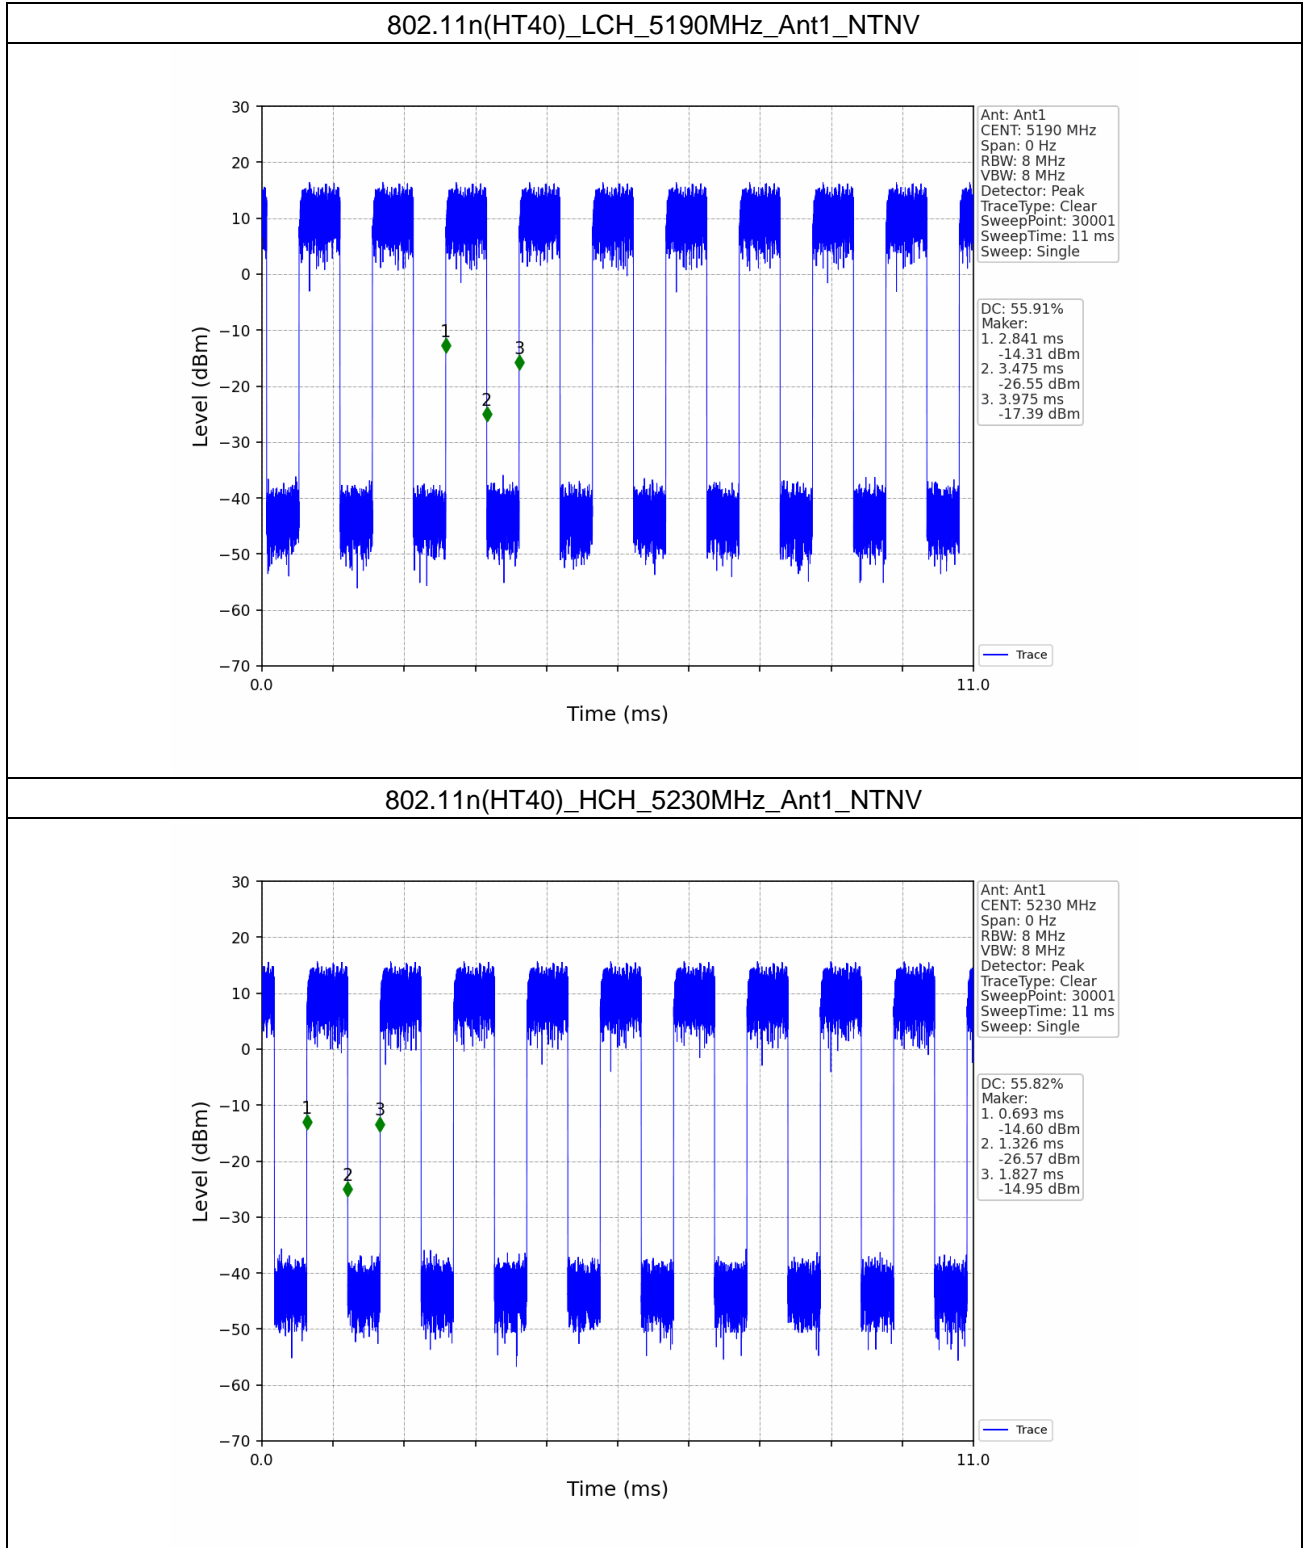 802.11n(HT40)_LCH_5190MHz_Ant1_NTNV
30
20
10
0
−10
−20
−30
−40
−50
−60
−70
Level (dBm)
0.0
11.0
Time (ms)
1
2
3
Ant: Ant1
CENT: 5190 MHz
Span: 0 Hz
RBW: 8 MHz
VBW: 8 MHz
Detector: Peak
TraceType: Clear
SweepPoint: 30001
SweepTime: 11 ms
Sweep: Single
DC: 55.91%
Maker:
1. 2.841 ms
-14.31 dBm
2. 3.475 ms
-26.55 dBm
3. 3.975 ms
-17.39 dBm
Trace
802.11n(HT40)_HCH_5230MHz_Ant1_NTNV
30
20
10
0
−10
−20
−30
−40
−50
−60
−70
Level (dBm)
0.0
11.0
Time (ms)
1
2
3
Ant: Ant1
CENT: 5230 MHz
Span: 0 Hz
RBW: 8 MHz
VBW: 8 MHz
Detector: Peak
TraceType: Clear
SweepPoint: 30001
SweepTime: 11 ms
Sweep: Single
DC: 55.82%
Maker:
1. 0.693 ms
-14.60 dBm
2. 1.326 ms
-26.57 dBm
3. 1.827 ms
-14.95 dBm
Trace